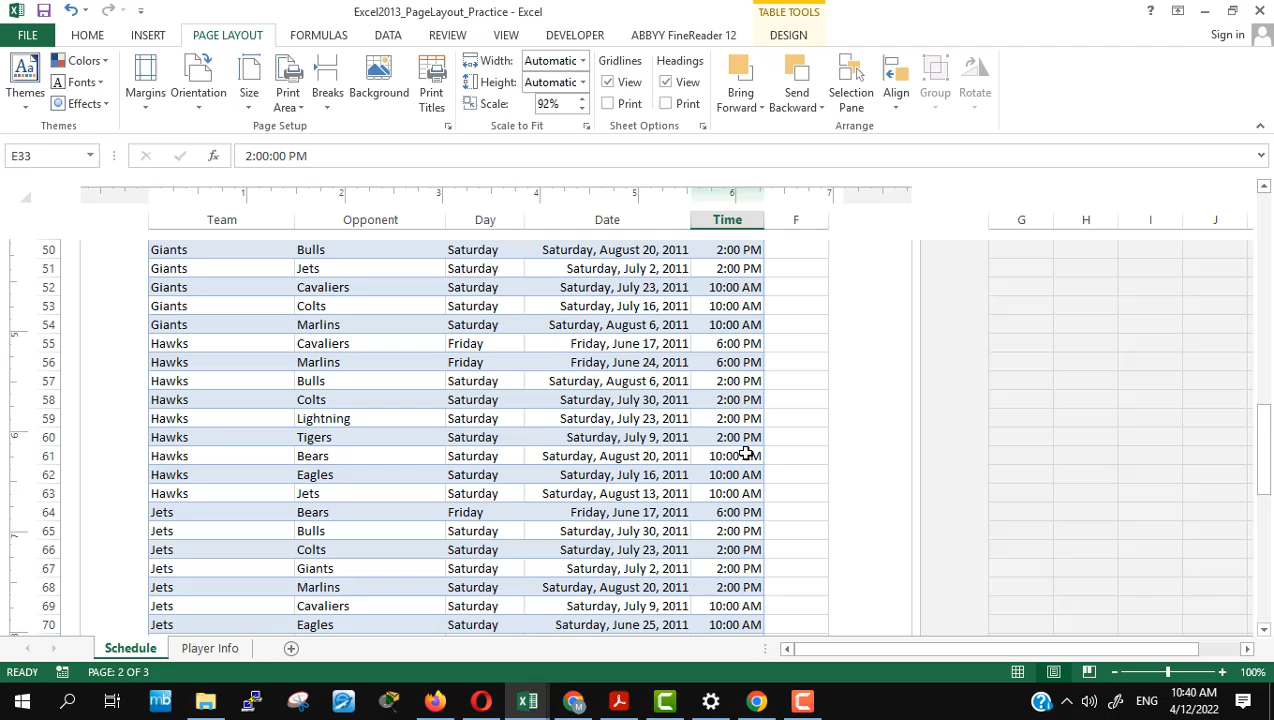 Excel2013_PageLayout_Practice - Excel
TABLE TOOLS
Sign in
FILE HOME INSERT PAGE LAYOUT FORMULAS DATA REVIEW VIEW DEVELOPER ABBYY FineReader 12 DESIGN
Themes Colors Fonts Effects
Themes
Margins Orientation Size Print Area Breaks Background Print Titles
Page Setup
Width: Automatic
Height: Automatic
Scale: 92%
Scale to Fit
Gridlines Headings
View View
Print Print
Sheet Options
Bring Forward Send Backward Selection Pane Align Group Rotate
Arrange
E33 fx 2:00:00 PM
1 2 3 4 5 6 7
Team Opponent Day Date Time F G H I J
50 Giants Bulls Saturday Saturday, August 20, 2011 2:00 PM
51 Giants Jets Saturday Saturday, July 2, 2011 2:00 PM
52 Giants Cavaliers Saturday Saturday, July 23, 2011 10:00 AM
53 Giants Colts Saturday Saturday, July 16, 2011 10:00 AM
54 Giants Marlins Saturday Saturday, August 6, 2011 10:00 AM
55 Hawks Cavaliers Friday Friday, June 17, 2011 6:00 PM
56 Hawks Marlins Friday Friday, June 24, 2011 6:00 PM
57 Hawks Bulls Saturday Saturday, August 6, 2011 2:00 PM
58 Hawks Colts Saturday Saturday, July 30, 2011 2:00 PM
59 Hawks Lightning Saturday Saturday, July 23, 2011 2:00 PM
60 Hawks Tigers Saturday Saturday, July 9, 2011 2:00 PM
61 Hawks Bears Saturday Saturday, August 20, 2011 10:00 AM
62 Hawks Eagles Saturday Saturday, July 16, 2011 10:00 AM
63 Hawks Jets Saturday Saturday, August 13, 2011 10:00 AM
64 Jets Bears Friday Friday, June 17, 2011 6:00 PM
65 Jets Bulls Saturday Saturday, July 30, 2011 2:00 PM
66 Jets Colts Saturday Saturday, July 23, 2011 2:00 PM
67 Jets Giants Saturday Saturday, July 2, 2011 2:00 PM
68 Jets Marlins Saturday Saturday, August 20, 2011 2:00 PM
69 Jets Cavaliers Saturday Saturday, July 9, 2011 10:00 AM
70 Jets Eagles Saturday Saturday, June 25, 2011 10:00 AM
5
6
7
Schedule Player Info
READY PAGE: 2 OF 3 100%
mb
ENG
10:40 AM
4/12/2022